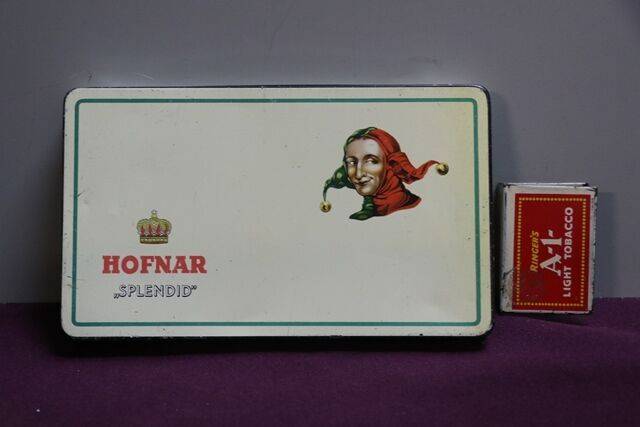 HOFNAR
„SPLENDID”
RINGER'S
A-1-
LIGHT TOBACCO